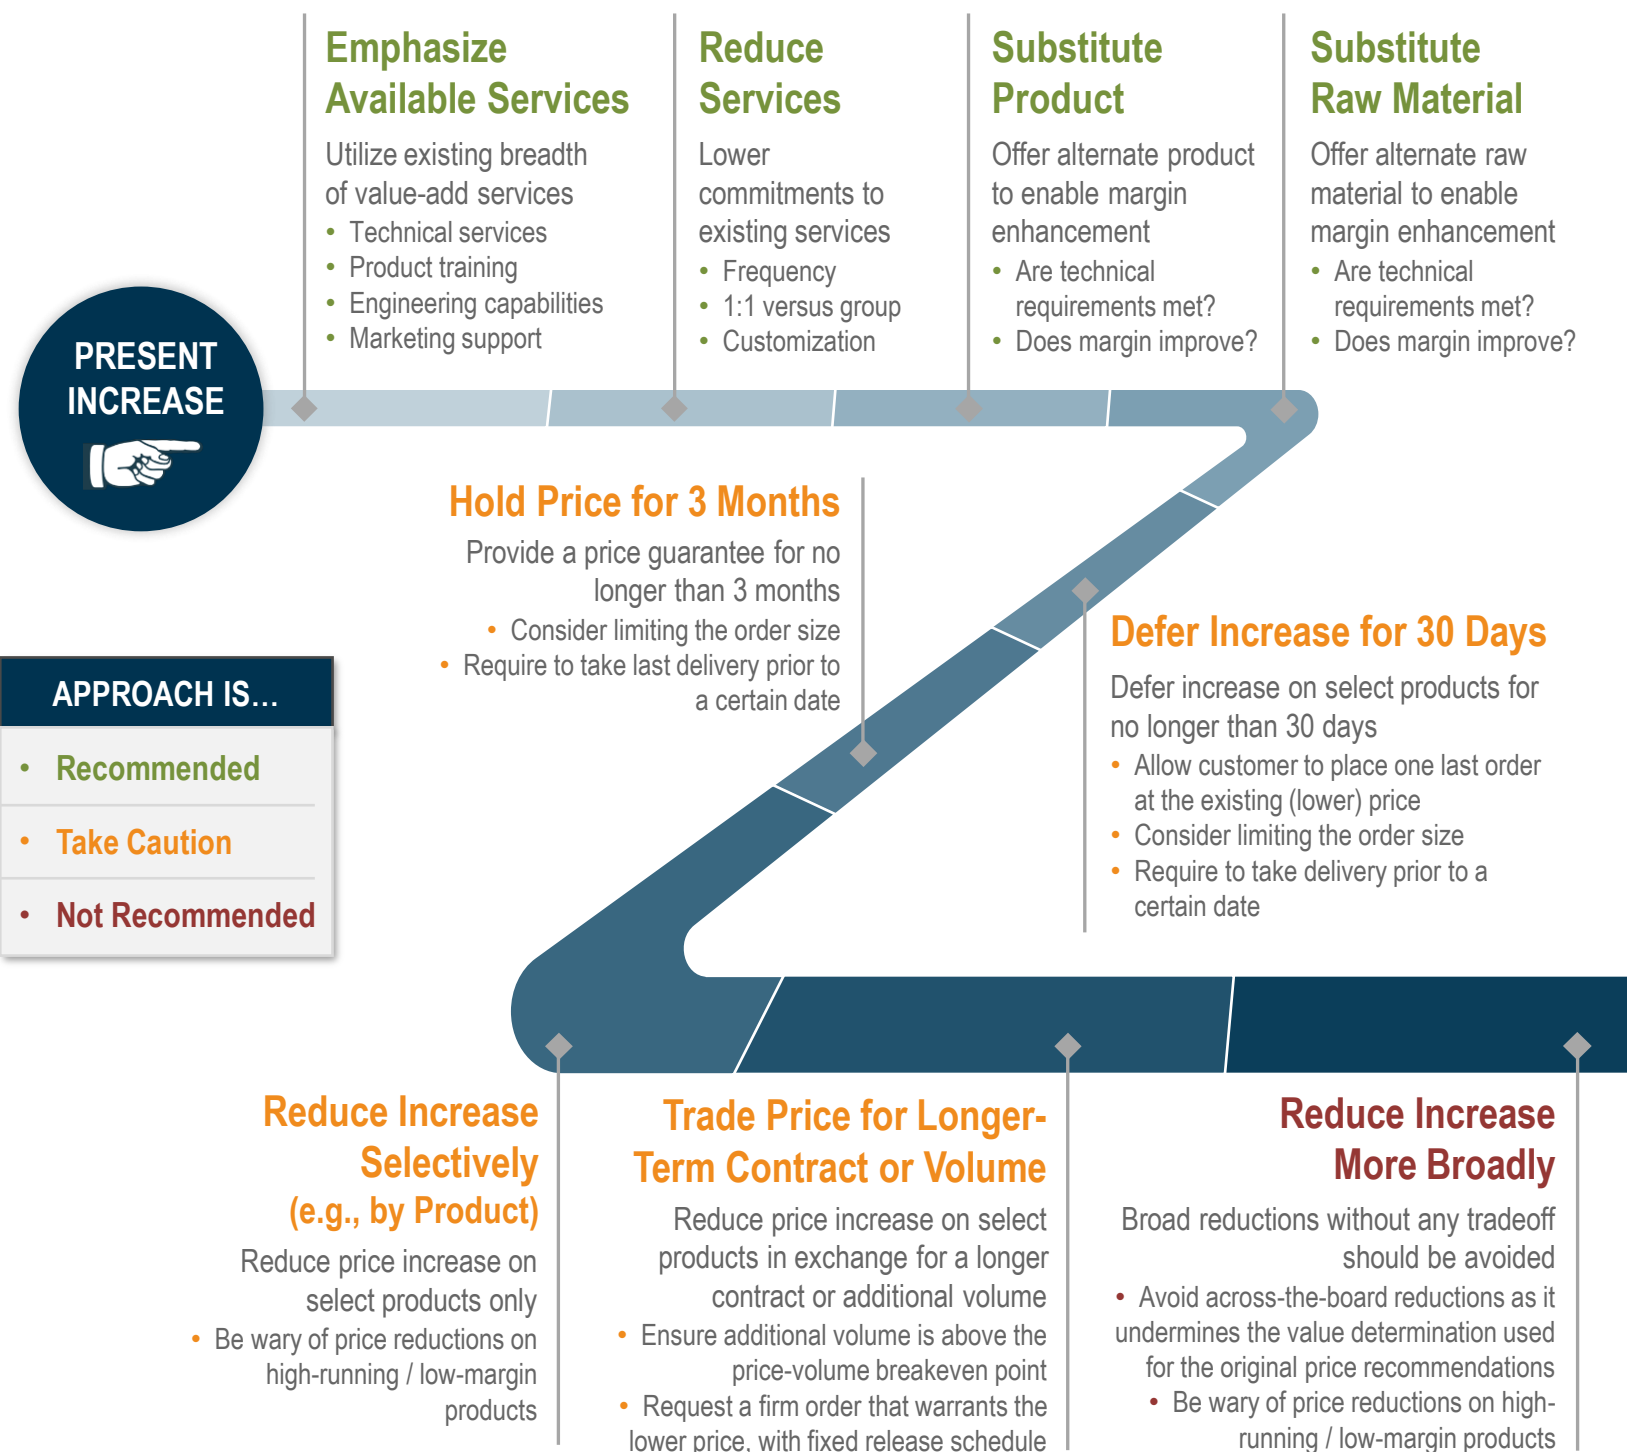 Emphasize
Available Services
Utilize existing breadth
of value-add services
• Technical services
• Product training
• Engineering capabilities
• Marketing support
Reduce
Services
Lower
commitments to
existing services
• Frequency
• 1:1 versus group
• Customization
Substitute
Product
Offer alternate product
to enable margin
enhancement
• Are technical
requirements met?
• Does margin improve?
Substitute
Raw Material
Offer alternate raw
material to enable
margin enhancement
• Are technical
requirements met?
• Does margin improve?
PRESENT
INCREASE
Hold Price for 3 Months
Provide a price guarantee for no
longer than 3 months
• Consider limiting the order size
• Require to take last delivery prior to
a certain date
Defer Increase for 30 Days
Defer increase on select products for
no longer than 30 days
• Allow customer to place one last order
at the existing (lower) price
• Consider limiting the order size
• Require to take delivery prior to a
certain date
APPROACH IS…
• Recommended
• Take Caution
• Not Recommended
Reduce Increase
Selectively
(e.g., by Product)
Reduce price increase on
select products only
• Be wary of price reductions on
high-running / low-margin
products
Trade Price for Longer-
Term Contract or Volume
Reduce price increase on select
products in exchange for a longer
contract or additional volume
• Ensure additional volume is above the
price-volume breakeven point
• Request a firm order that warrants the
lower price, with fixed release schedule
Reduce Increase
More Broadly
Broad reductions without any tradeoff
should be avoided
• Avoid across-the-board reductions as it
undermines the value determination used
for the original price recommendations
• Be wary of price reductions on high-
running / low-margin products